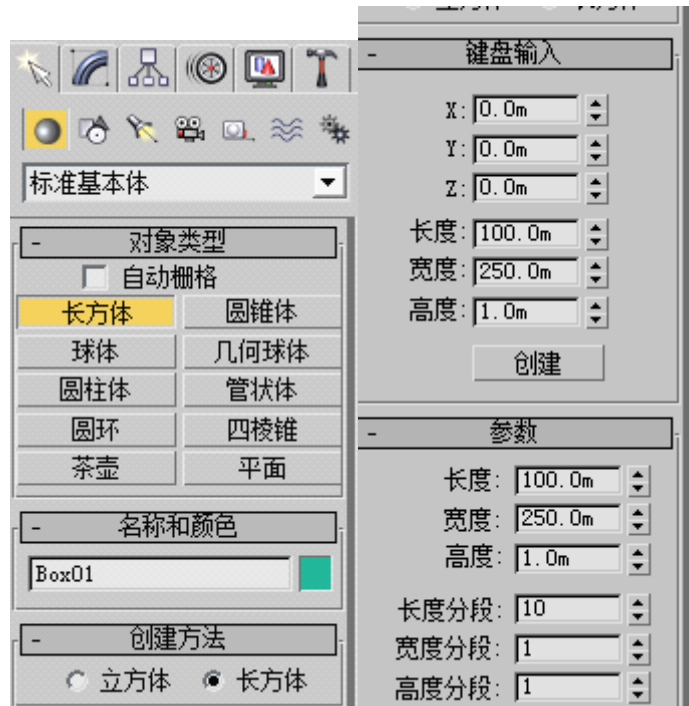 标准基本体
- 对象类型
自动栅格
长方体 圆锥体
球体 几何球体
圆柱体 管状体
圆环 四棱锥
茶壶 平面
- 名称和颜色
Box01
- 创建方法
立方体 长方体
- 键盘输入
X: 0.0m
Y: 0.0m
Z: 0.0m
长度: 100.0m
宽度: 250.0m
高度: 1.0m
创建
- 参数
长度: 100.0m
宽度: 250.0m
高度: 1.0m
长度分段: 10
宽度分段: 1
高度分段: 1